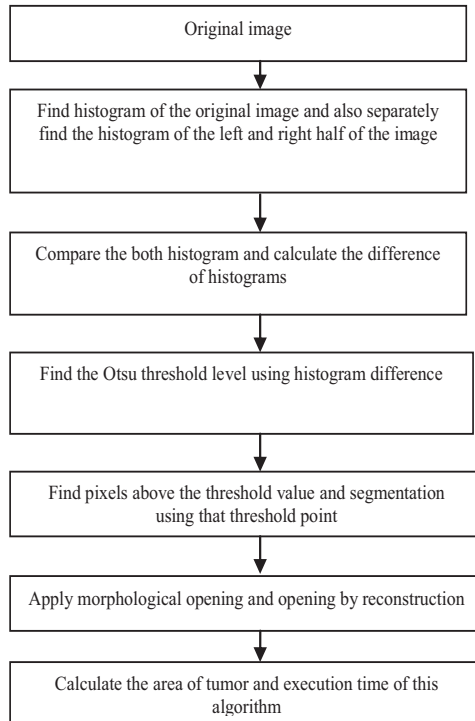 Original image
Find histogram of the original image and also separately
find the histogram of the left and right half of the image
Compare the both histogram and calculate the difference
of histograms
Find the Otsu threshold level using histogram difference
Find pixels above the threshold value and segmentation
using that threshold point
Apply morphological opening and opening by reconstruction
Calculate the area of tumor and execution time of this
algorithm